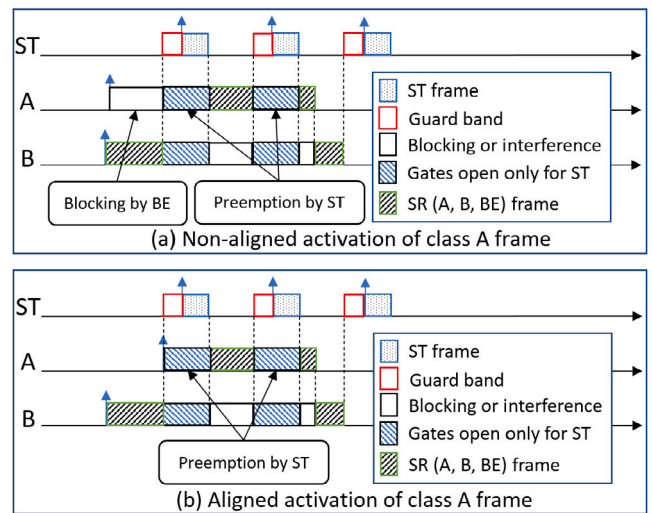 ST
A
B
Blocking by BE
Preemption by ST
ST frame
Guard band
Blocking or interference
Gates open only for ST
SR (A, B, BE) frame
(a) Non-aligned activation of class A frame
ST
A
B
Preemption by ST
ST frame
Guard band
Blocking or interference
Gates open only for ST
SR (A, B, BE) frame
(b) Aligned activation of class A frame